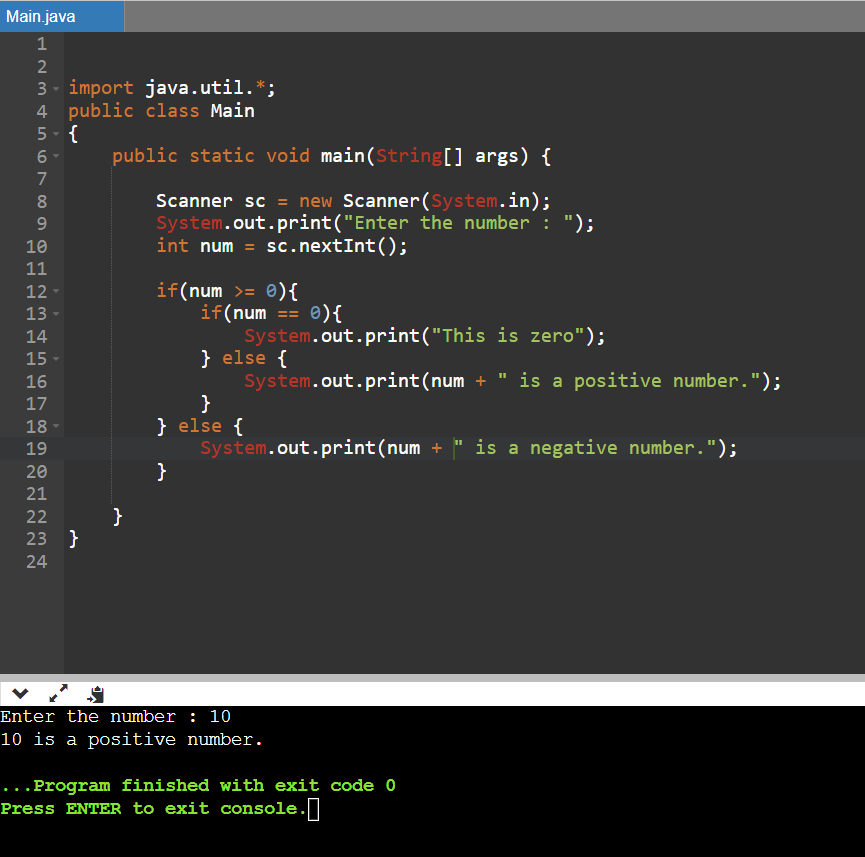 Main.java
1
2
3 import java.util.*;
4 public class Main
5 {
6     public static void main(String[] args) {
7
8         Scanner sc = new Scanner(System.in);
9         System.out.print("Enter the number : ");
10         int num = sc.nextInt();
11
12         if(num >= 0){
13             if(num == 0){
14                 System.out.print("This is zero");
15             } else {
16                 System.out.print(num + " is a positive number.");
17             }
18         } else {
19             System.out.print(num + " is a negative number.");
20         }
21
22     }
23 }
24
Enter the number : 10
10 is a positive number.
...Program finished with exit code 0
Press ENTER to exit console.